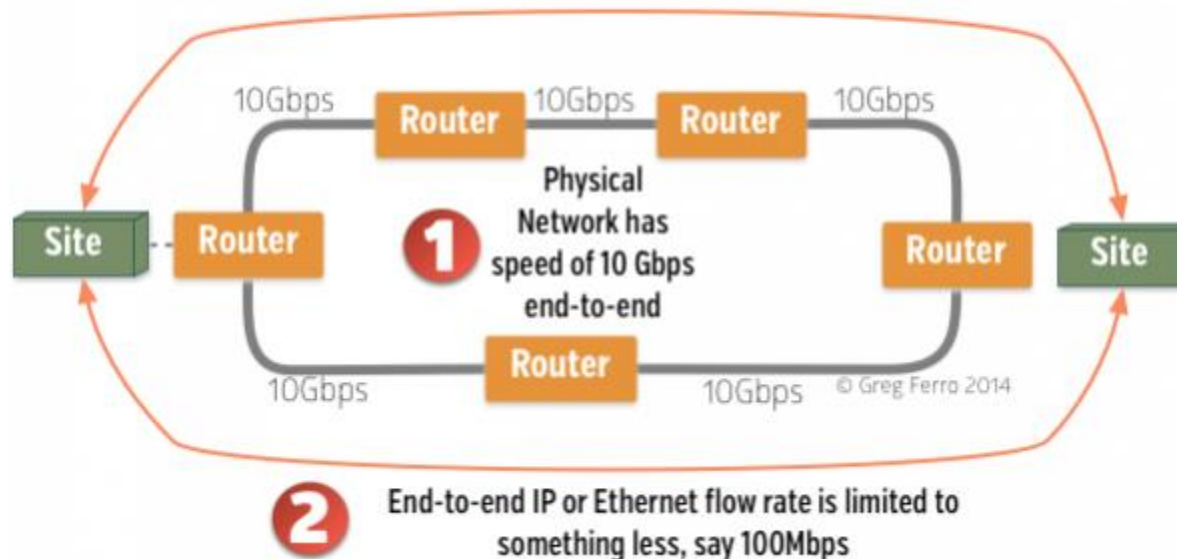 10Gbps
Router
10Gbps
Router
10Gbps
Site
Router
1
Physical
Network has
speed of 10 Gbps
end-to-end
Router
Site
Router
10Gbps
10Gbps
© Greg Ferro 2014
2
End-to-end IP or Ethernet flow rate is limited to
something less, say 100Mbps